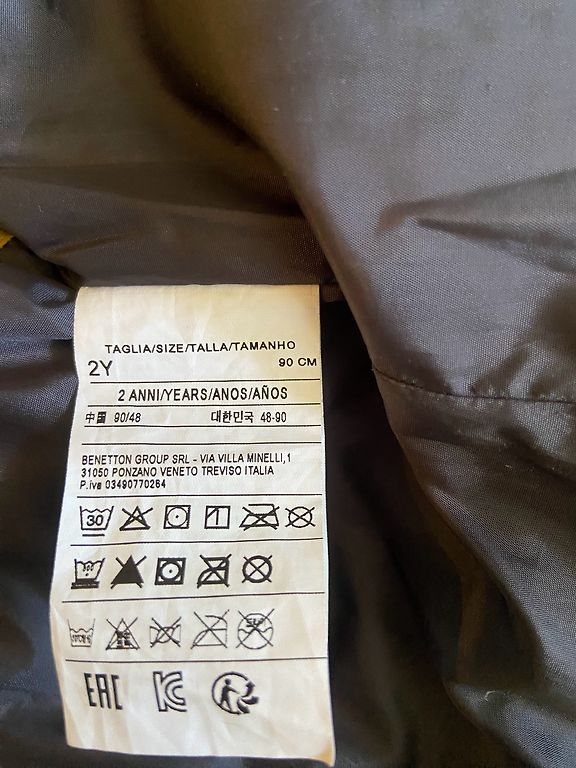 TAGLIA/SIZE/TALLA/TAMANHO
2Y 90 CM
2 ANNI/YEARS/ANOS/AÑOS
中国 90/48 대한민국 48-90
BENETTON GROUP SRL - VIA VILLA MINELLI,1
31050 PONZANO VENETO TREVISO ITALIA
P.iva 03490770264
30
EAC